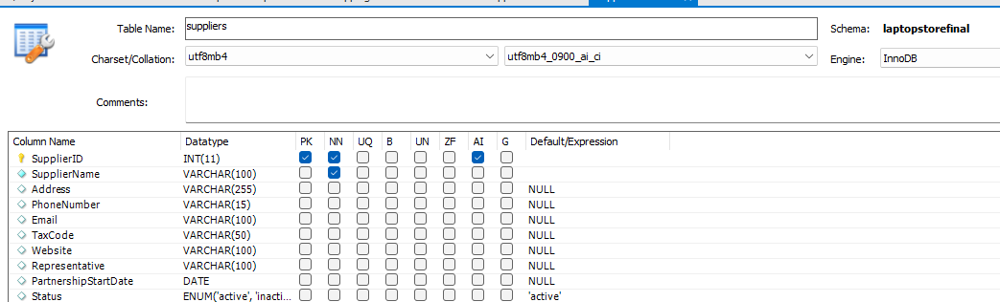 Table Name: suppliers Schema: laptopstorefinal
Charset/Collation: utf8mb4 utf8mb4_0900_ai_ci Engine: InnoDB
Comments:
Column Name Datatype PK NN UQ B UN ZF AI G Default/Expression
SupplierID INT(11)
SupplierName VARCHAR(100)
Address VARCHAR(255) NULL
PhoneNumber VARCHAR(15) NULL
Email VARCHAR(100) NULL
TaxCode VARCHAR(50) NULL
Website VARCHAR(100) NULL
Representative VARCHAR(100) NULL
PartnershipStartDate DATE NULL
Status ENUM('active', 'inacti... 'active'